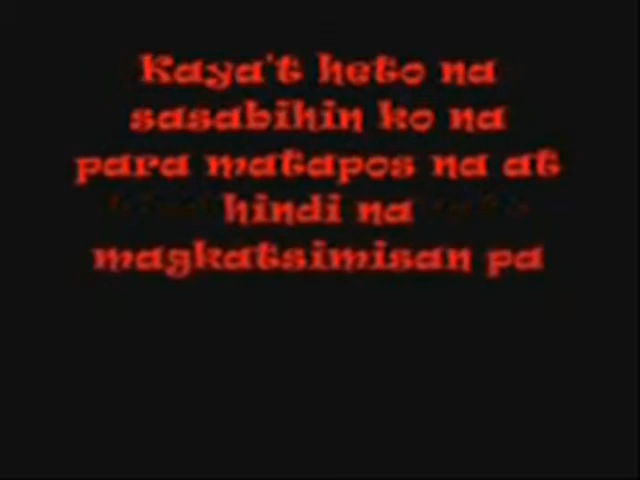 Kaya't heto na
sasabihin ko na
para matapos na at
hindi na
magkatsimisan pa